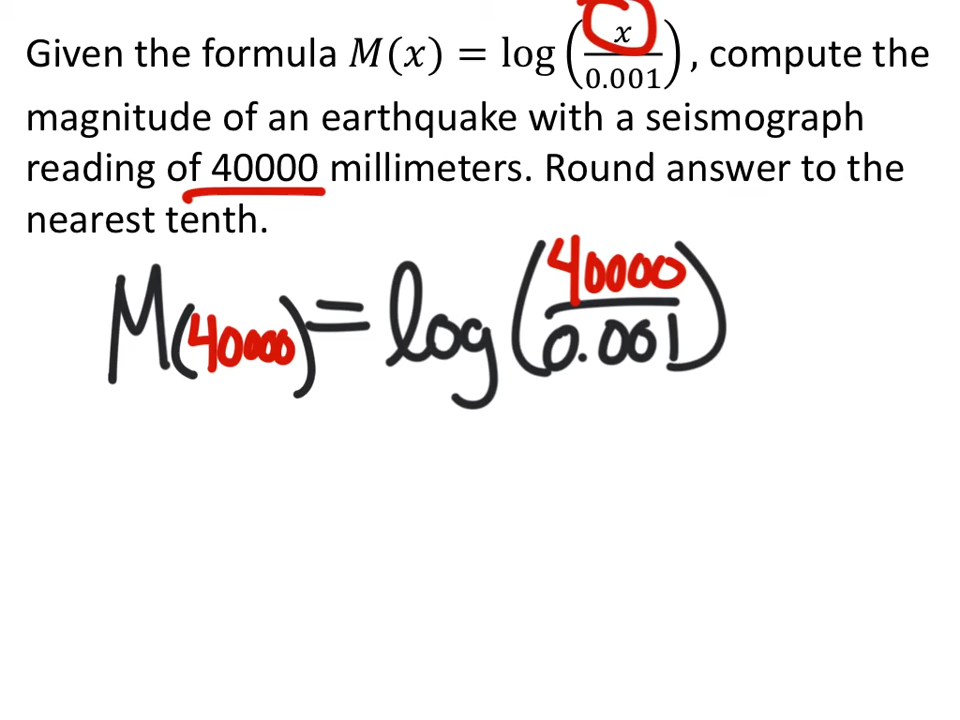 Given the formula M(x) = log(x/0.001), compute the
magnitude of an earthquake with a seismograph
reading of 40000 millimeters. Round answer to the
nearest tenth.
M(40000) = log(40000/0.001)